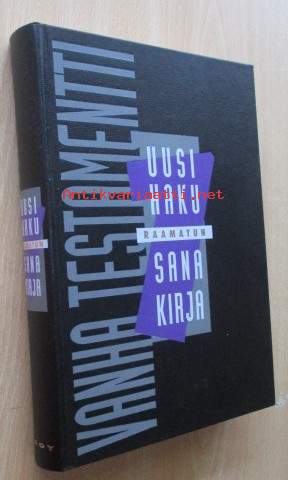 VANHA TESTAMENTTI
UUSI
HAKU
RAAMATUN
SANA
KIRJA
UUSI
HAKU
RAAMATUN
SANA
KIRJA
Antikvariaatti.net